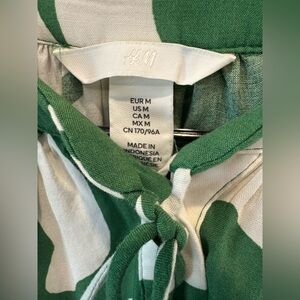 H&M
EUR M
US M
CA M
MX M
CN 170/96A
MADE IN
INDONESIA